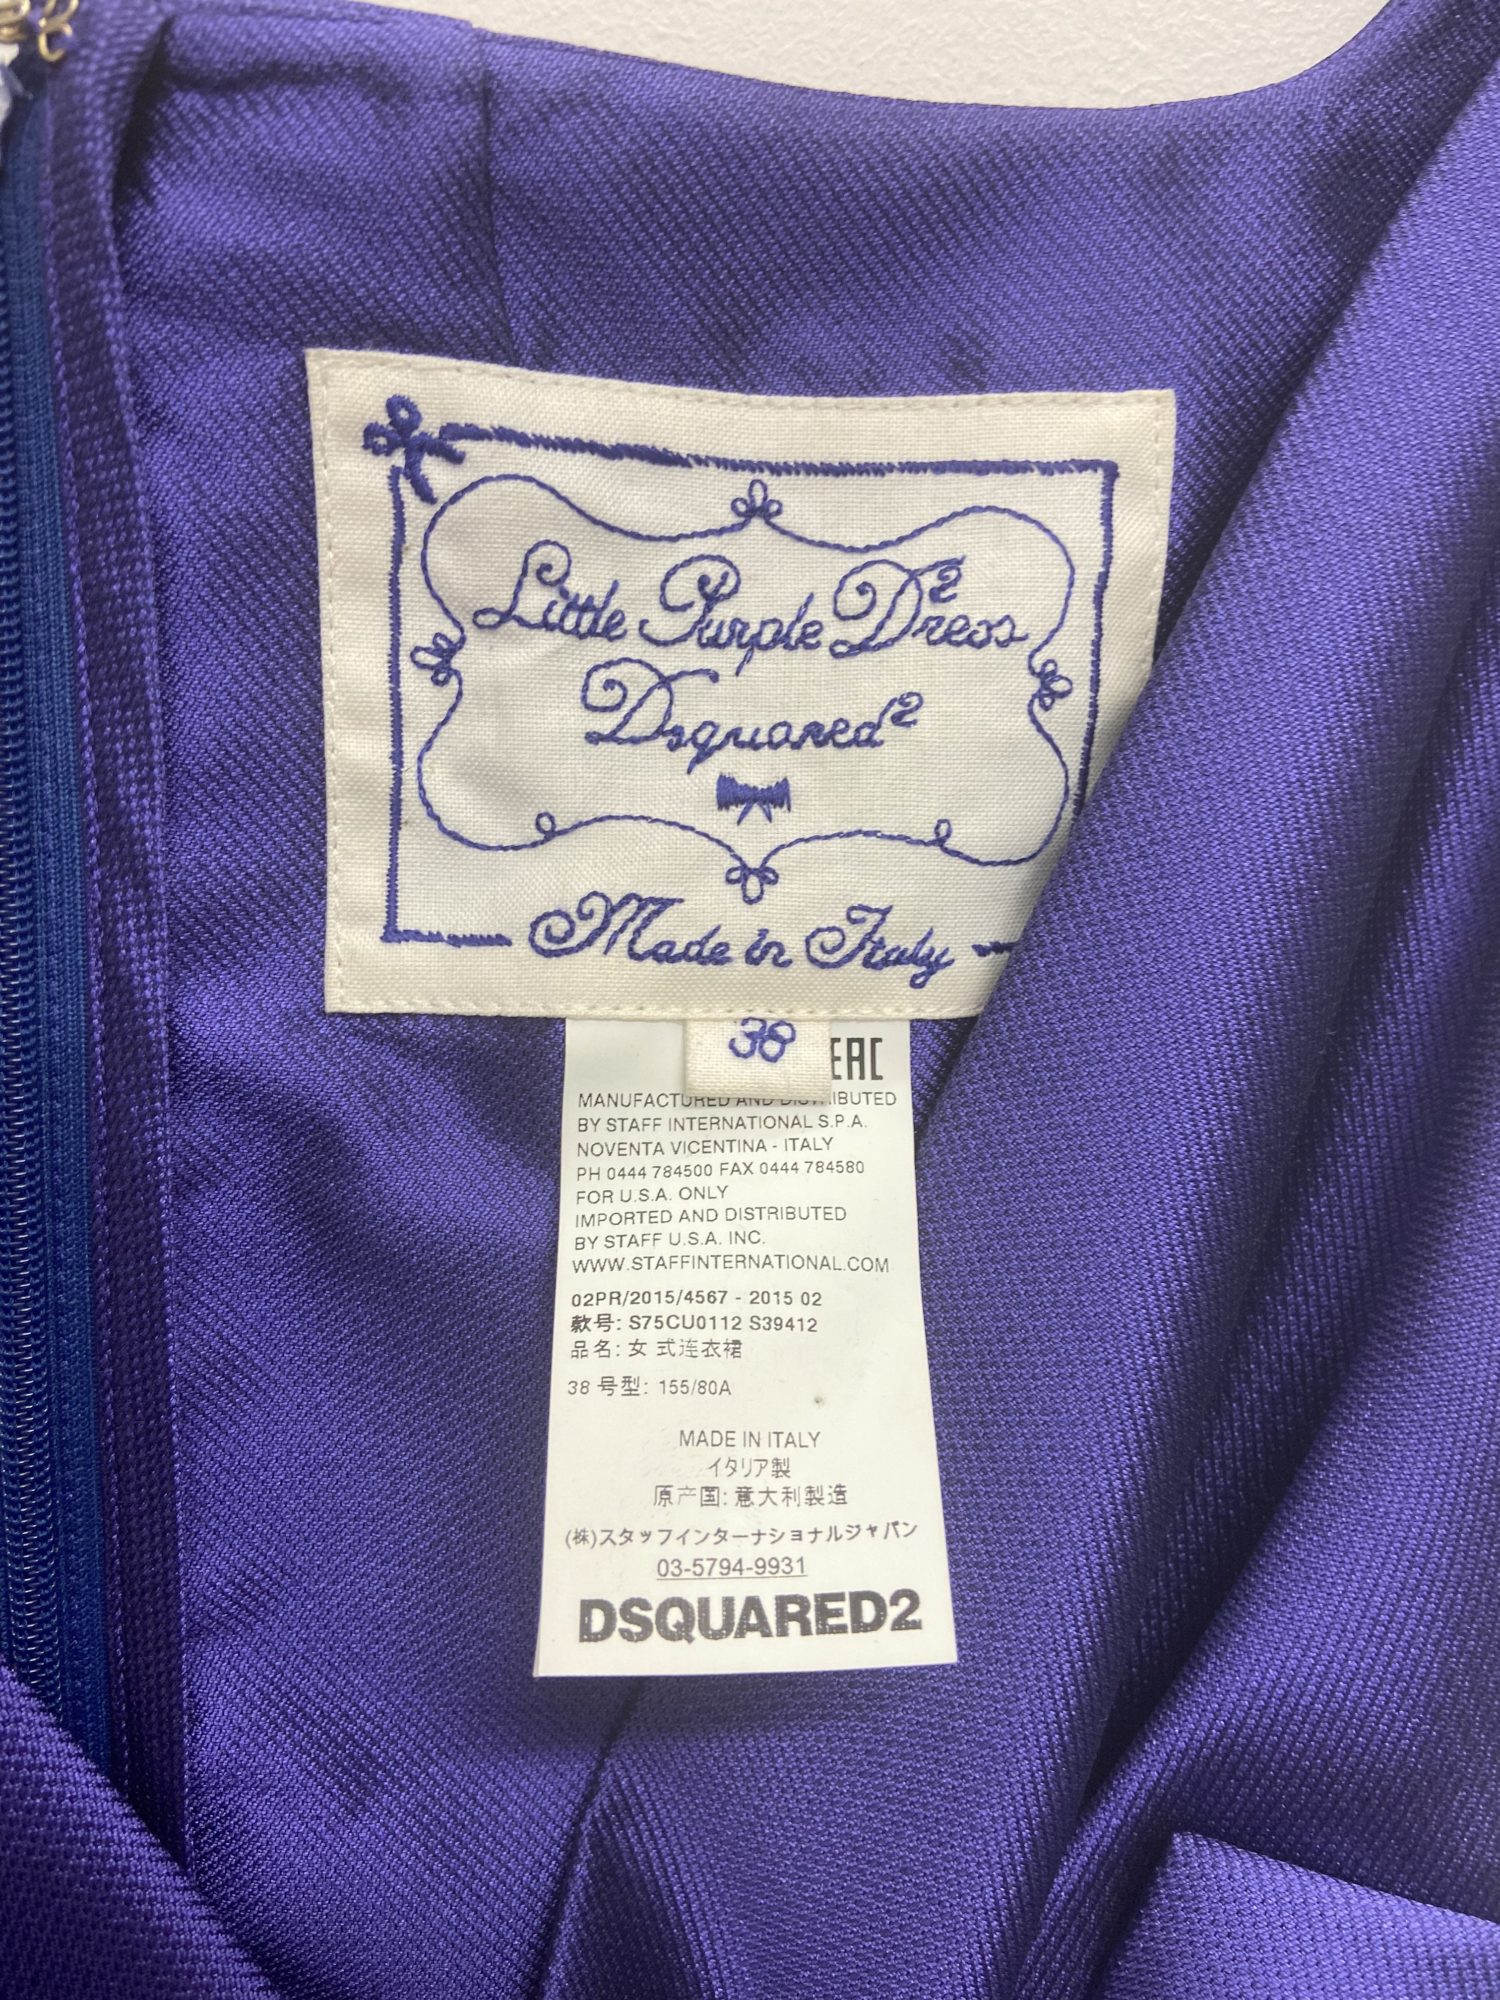 Little Purple D²ress
Dsquared²
Made in Italy
38
EAC
MANUFACTURED AND DISTRIBUTED
BY STAFF INTERNATIONAL S.P.A.
NOVENTA VICENTINA - ITALY
PH 0444 784500 FAX 0444 784580
FOR U.S.A. ONLY
IMPORTED AND DISTRIBUTED
BY STAFF U.S.A. INC.
WWW.STAFFINTERNATIONAL.COM
02PR/2015/4567 - 2015 02
款号: S75CU0112 S39412
品名: 女 式连衣裙
38 号型: 155/80A
MADE IN ITALY
イタリア製
原产国: 意大利製造
(株)スタッフインターナショナルジャパン
03-5794-9931
DSQUARED2